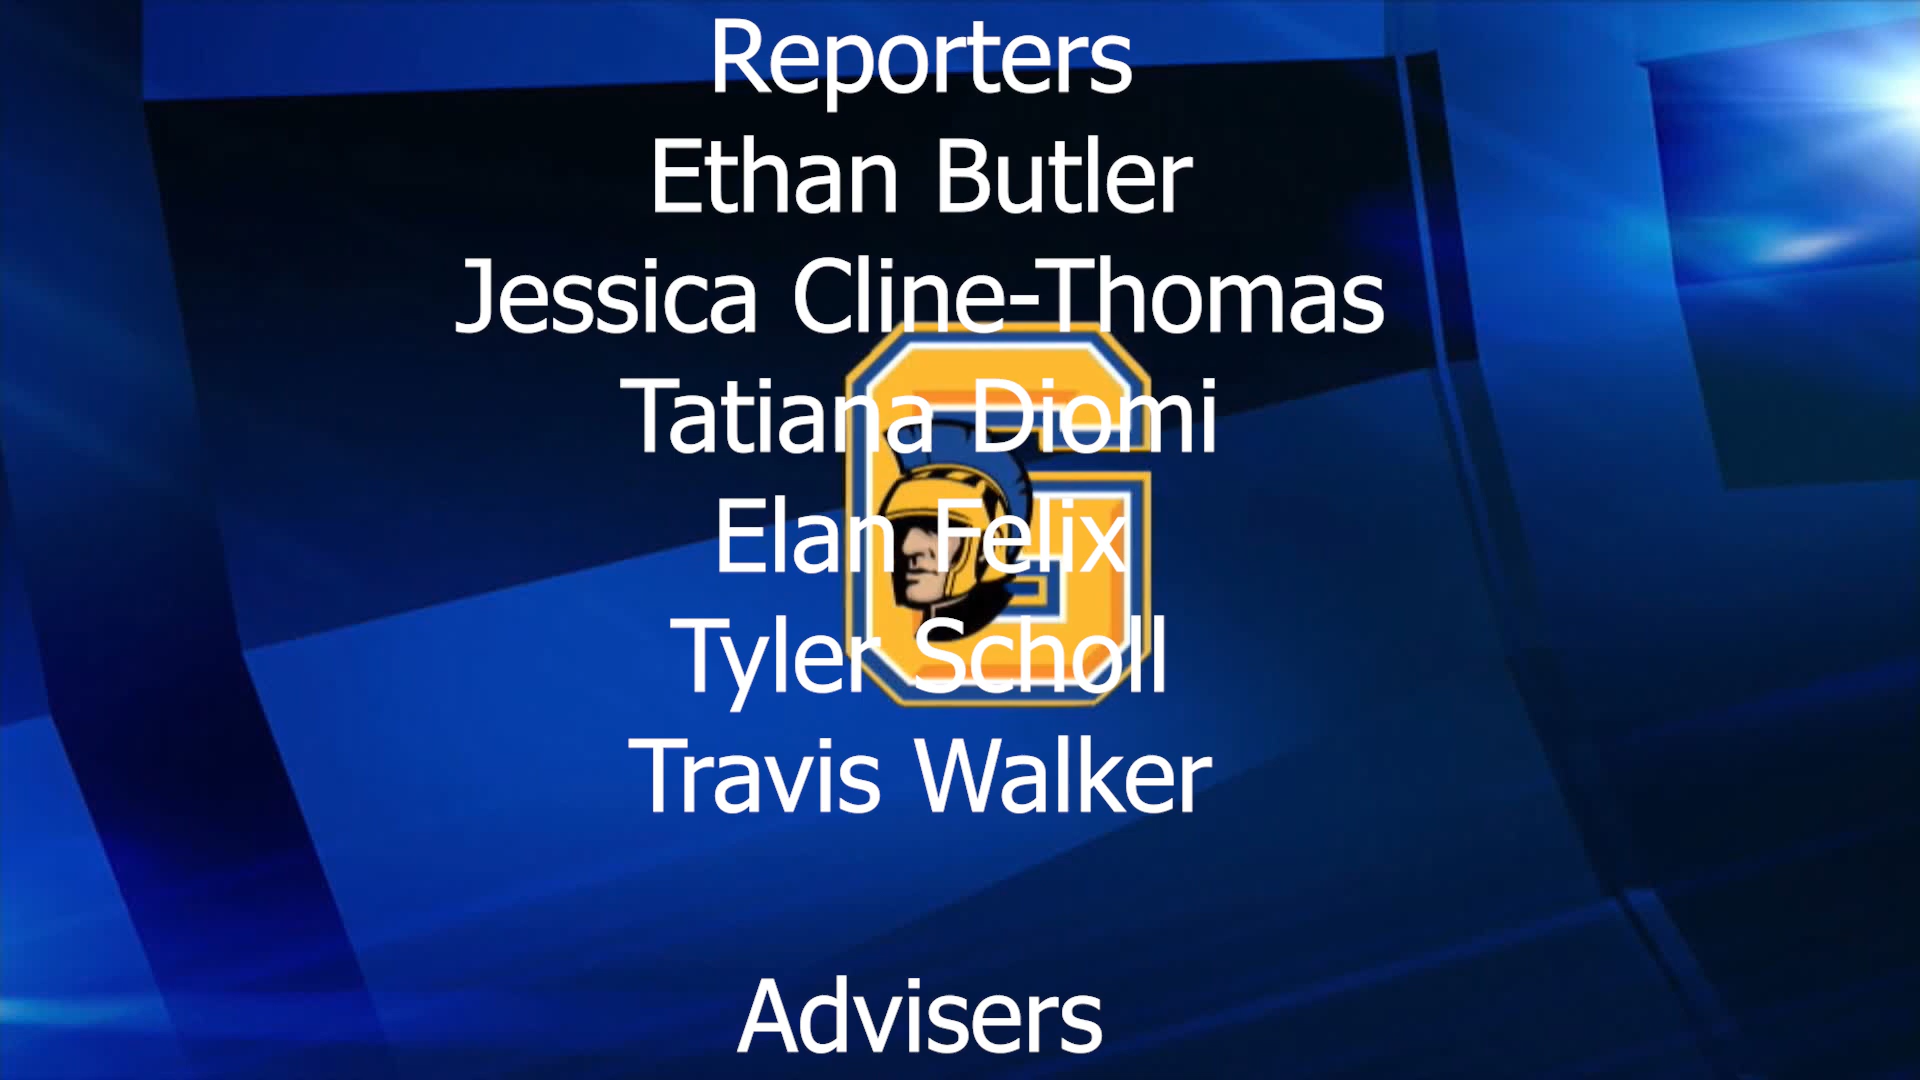 Reporters
Ethan Butler
Jessica Cline-Thomas
Tatiana Diomi
Elan Felix
Tyler Scholl
Travis Walker
Advisers